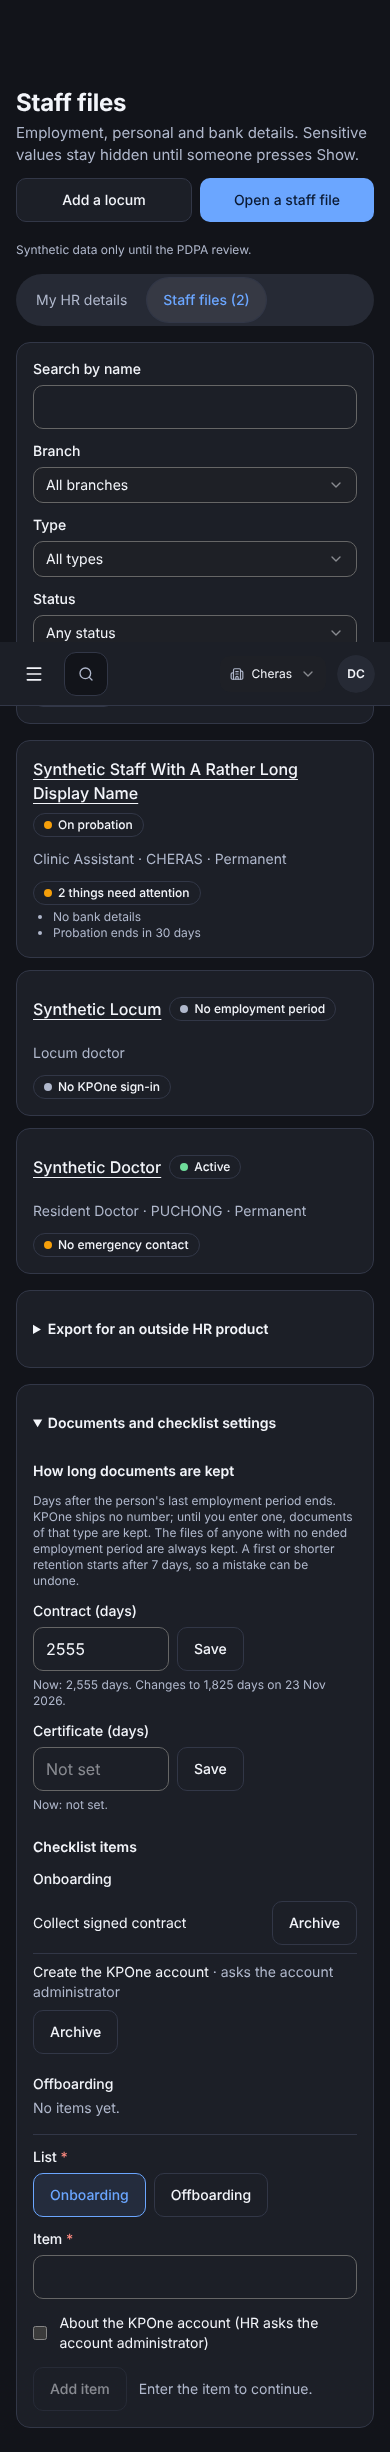 Staff files
Employment, personal and bank details. Sensitive
values stay hidden until someone presses Show.
Add a locum
Open a staff file
Synthetic data only until the PDPA review.
My HR details
Staff files (2)
Search by name
Branch
All branches
Type
All types
Status
Any status
Cheras
DC
Synthetic Staff With A Rather Long
Display Name
On probation
Clinic Assistant · CHERAS · Permanent
2 things need attention
• No bank details
• Probation ends in 30 days
Synthetic Locum
No employment period
Locum doctor
No KPOne sign-in
Synthetic Doctor
Active
Resident Doctor · PUCHONG · Permanent
No emergency contact
Export for an outside HR product
Documents and checklist settings
How long documents are kept
Days after the person's last employment period ends.
KPOne ships no number; until you enter one, documents
of that type are kept. The files of anyone with no ended
employment period are always kept. A first or shorter
retention starts after 7 days, so a mistake can be
undone.
Contract (days)
2555
Save
Now: 2,555 days. Changes to 1,825 days on 23 Nov
2026.
Certificate (days)
Not set
Save
Now: not set.
Checklist items
Onboarding
Collect signed contract
Archive
Create the KPOne account · asks the account
administrator
Archive
Offboarding
No items yet.
List *
Onboarding
Offboarding
Item *
About the KPOne account (HR asks the
account administrator)
Add item
Enter the item to continue.